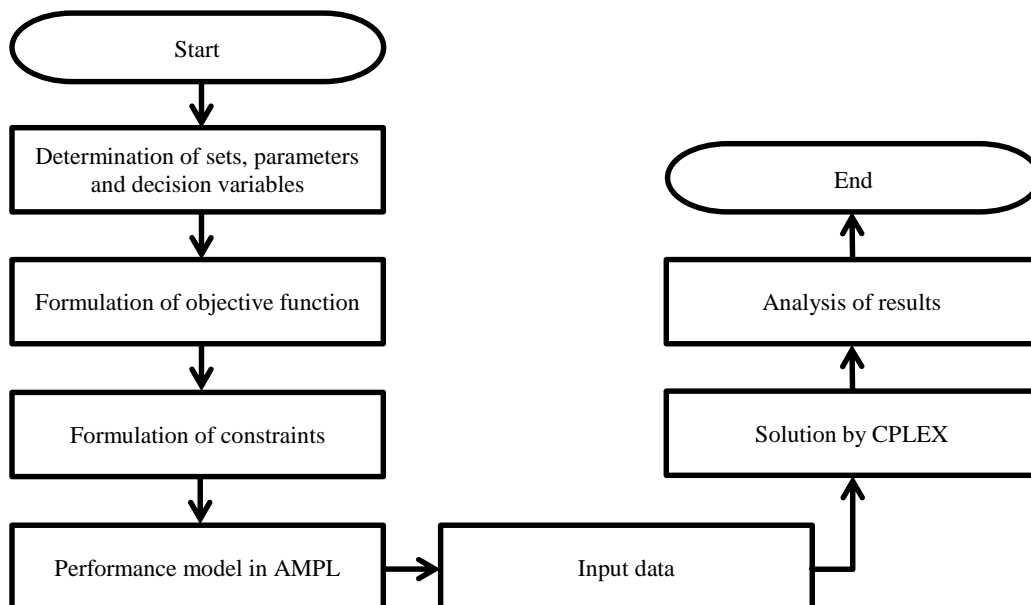 Start
Determination of sets, parameters
and decision variables
Formulation of objective function
Formulation of constraints
Performance model in AMPL
Input data
Solution by CPLEX
Analysis of results
End